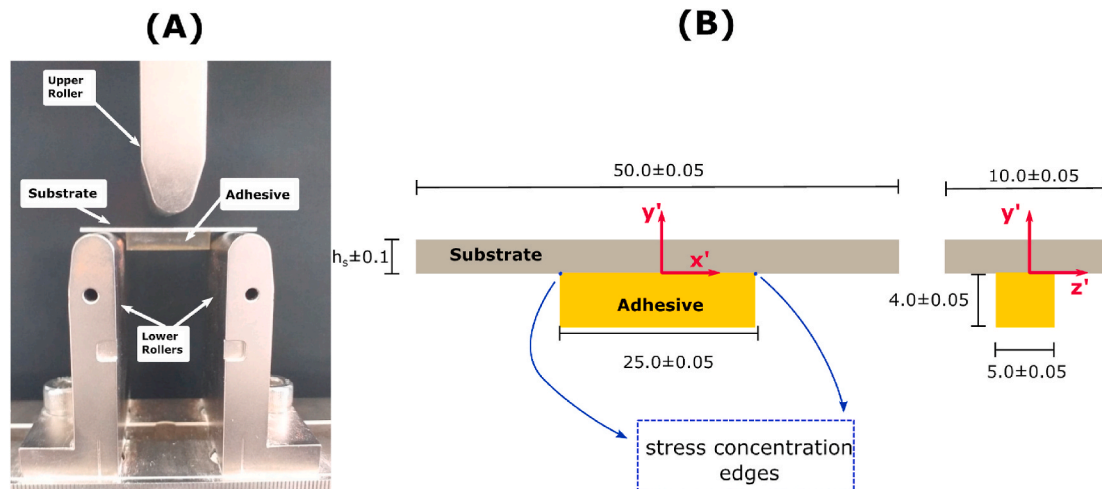 (A)
(B)
Upper
Roller
Substrate
Adhesive
Lower
Rollers
50.0±0.05
10.0±0.05
y'
y'
hs±0.1
Substrate
x'
z'
Adhesive
4.0±0.05
25.0±0.05
5.0±0.05
stress concentration
edges